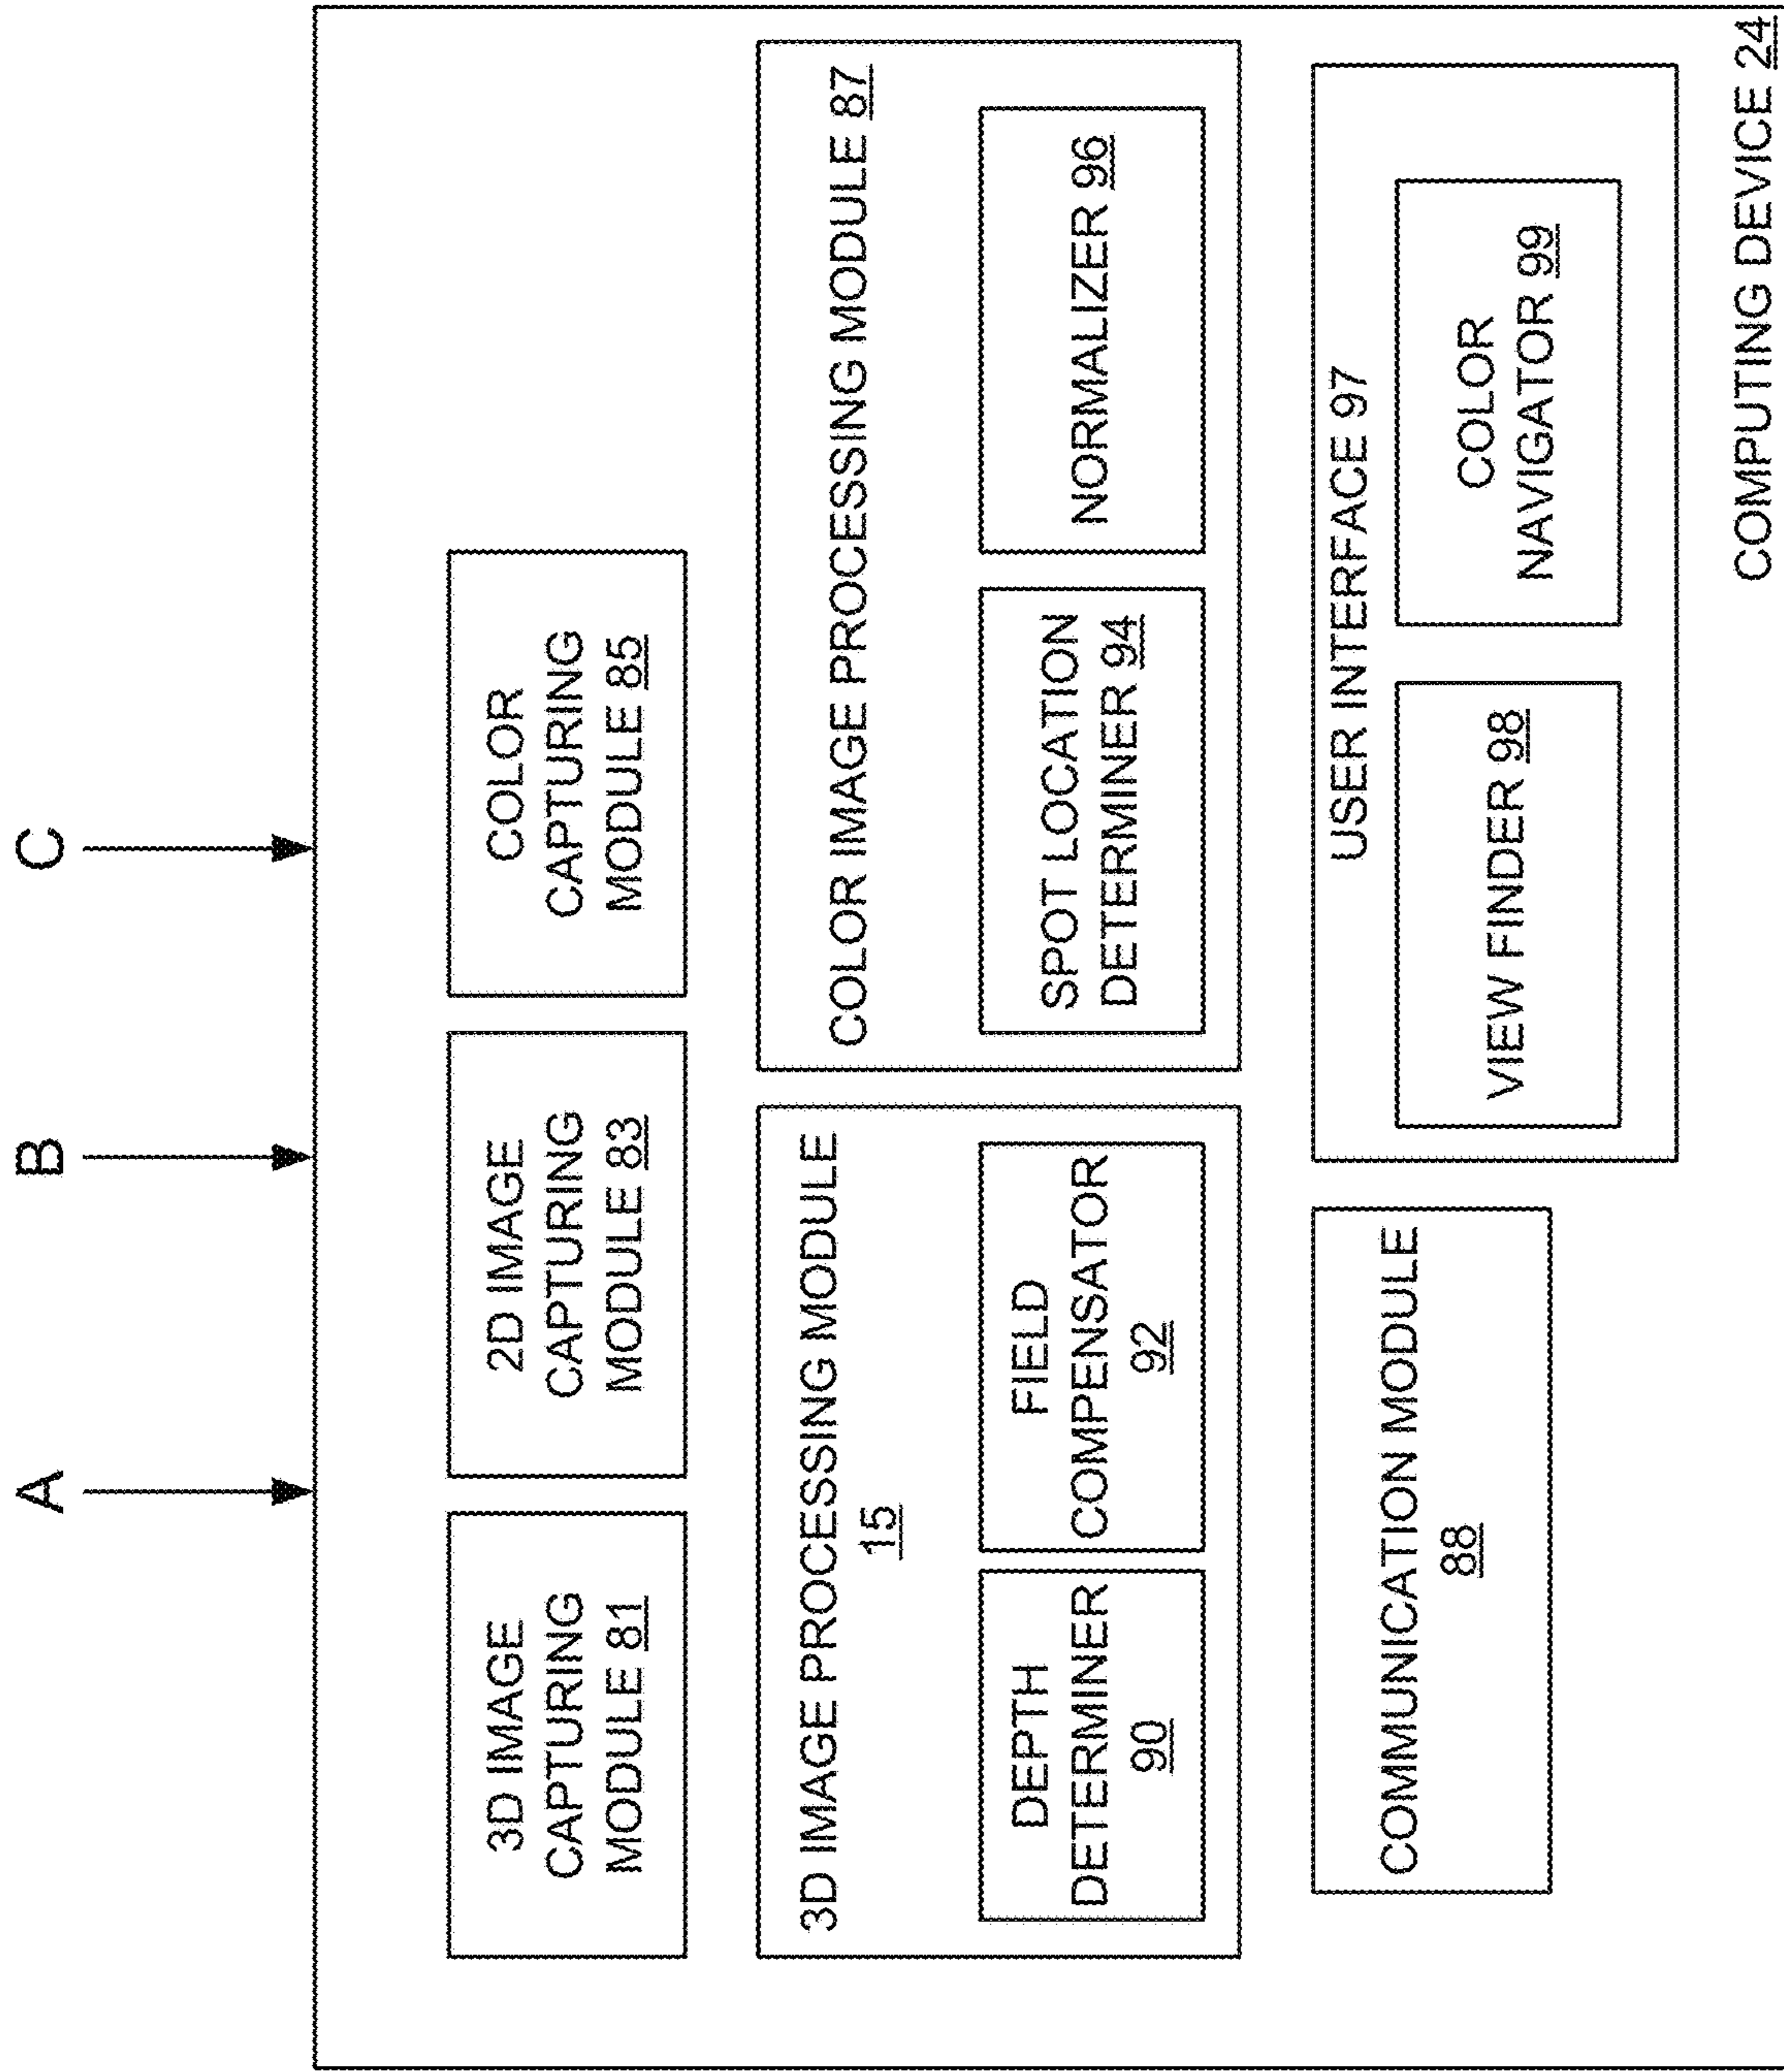 A
B
C
3D IMAGE
CAPTURING
MODULE 81
2D IMAGE
CAPTURING
MODULE 83
COLOR
CAPTURING
MODULE 85
3D IMAGE PROCESSING MODULE
15
DEPTH
DETERMINER
90
FIELD
COMPENSATOR
92
COLOR IMAGE PROCESSING MODULE 87
SPOT LOCATION
DETERMINER 94
NORMALIZER 96
COMMUNICATION MODULE
88
USER INTERFACE 97
VIEW FINDER 98
COLOR
NAVIGATOR 99
COMPUTING DEVICE 24